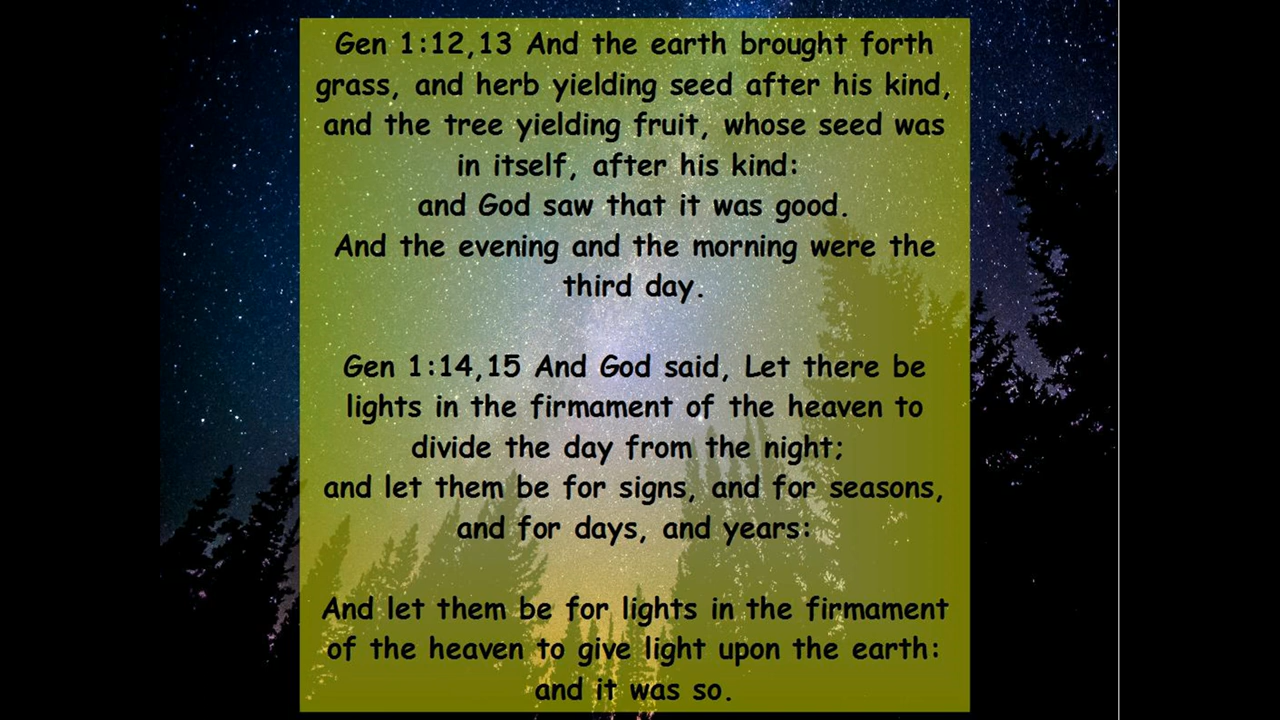 Gen 1:12,13 And the earth brought forth
grass, and herb yielding seed after his kind,
and the tree yielding fruit, whose seed was
in itself, after his kind:
and God saw that it was good.
And the evening and the morning were the
third day.
Gen 1:14,15 And God said, Let there be
lights in the firmament of the heaven to
divide the day from the night;
and let them be for signs, and for seasons,
and for days, and years:
And let them be for lights in the firmament
of the heaven to give light upon the earth:
and it was so.